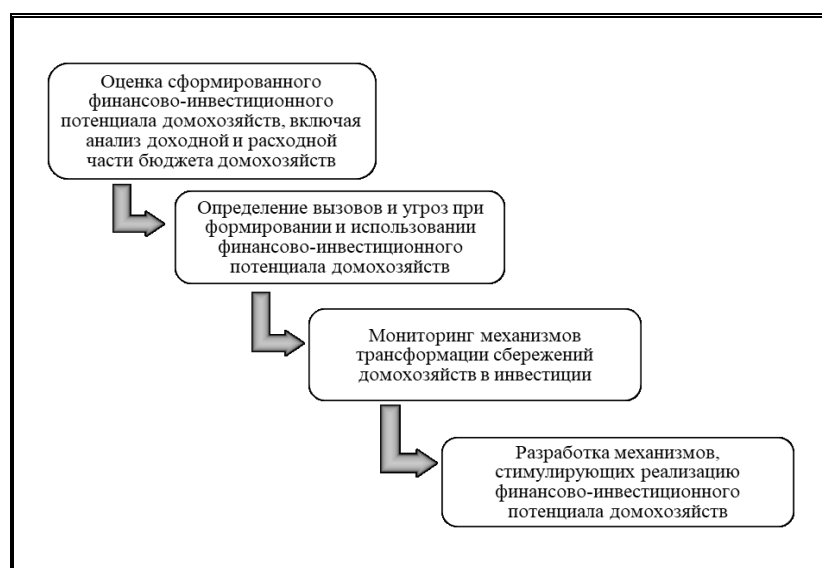 Оценка сформированного
финансово-инвестиционного
потенциала домохозяйств, включая
анализ доходной и расходной
части бюджета домохозяйств
Определение вызовов и угроз при
формировании и использовании
финансово-инвестиционного
потенциала домохозяйств
Мониторинг механизмов
трансформации сбережений
домохозяйств в инвестиции
Разработка механизмов,
стимулирующих реализацию
финансово-инвестиционного
потенциала домохозяйств